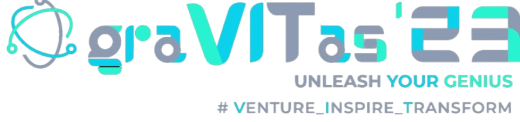 graVITas'23
UNLEASH YOUR GENIUS
# VENTURE_INSPIRE_TRANSFORM